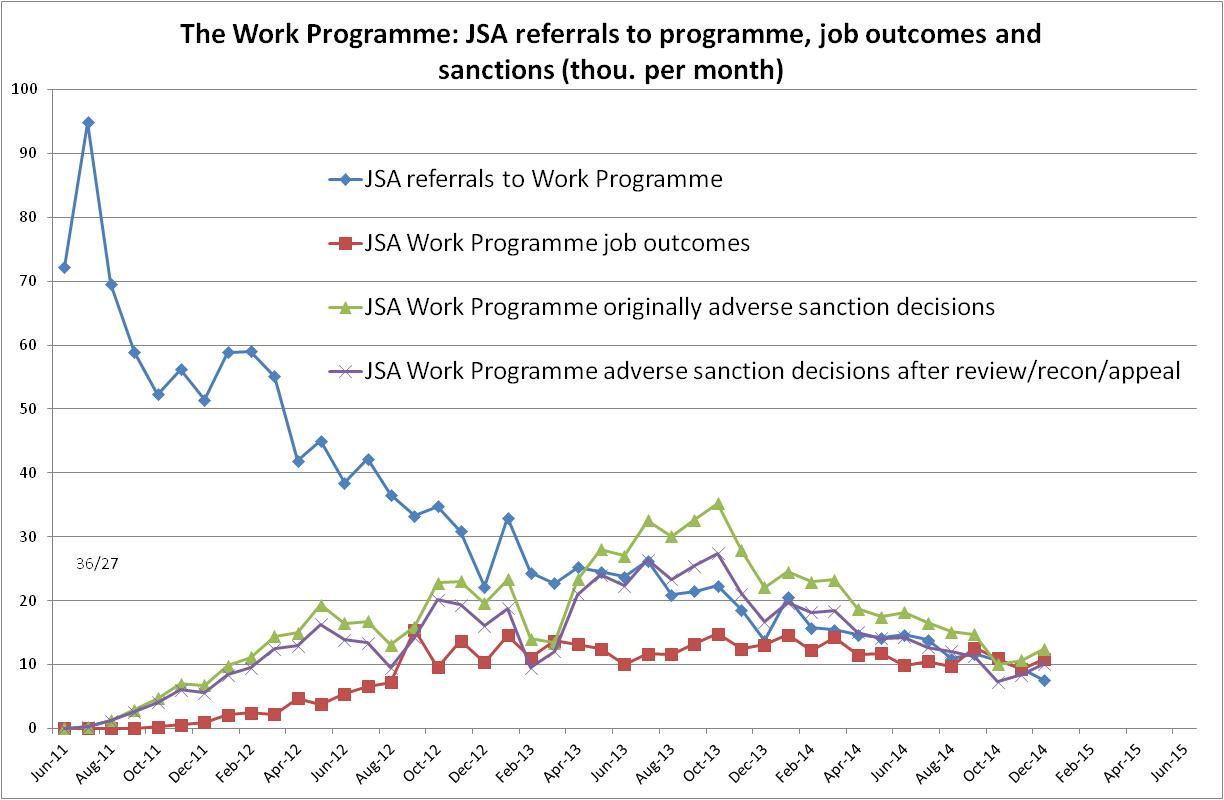 The Work Programme: JSA referrals to programme, job outcomes and
sanctions (thou. per month)
100
90
80
70
60
50
40
30
20
10
0
JSA referrals to Work Programme
JSA Work Programme job outcomes
JSA Work Programme originally adverse sanction decisions
JSA Work Programme adverse sanction decisions after review/recon/appeal
36/27
Jun-11
Aug-11
Oct-11
Dec-11
Feb-12
Apr-12
Jun-12
Aug-12
Oct-12
Dec-12
Feb-13
Apr-13
Jun-13
Aug-13
Oct-13
Dec-13
Feb-14
Apr-14
Jun-14
Aug-14
Oct-14
Dec-14
Feb-15
Apr-15
Jun-15